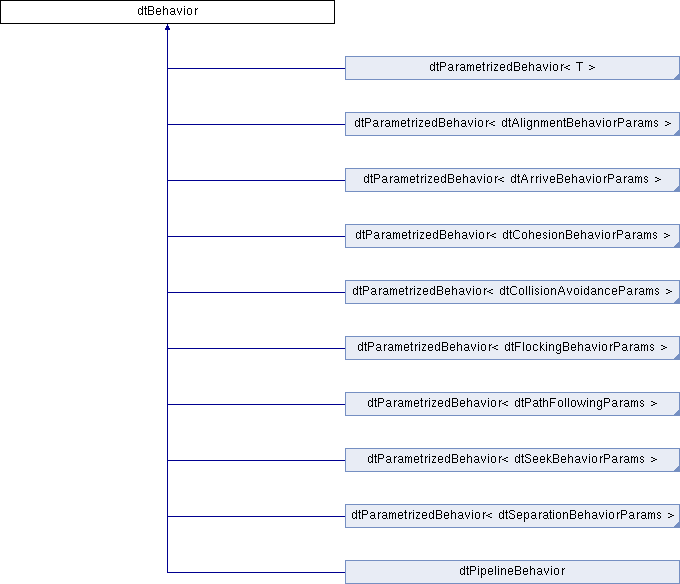 dtBehavior
dtParametrizedBehavior< T >
dtParametrizedBehavior< dtAlignmentBehaviorParams >
dtParametrizedBehavior< dtArriveBehaviorParams >
dtParametrizedBehavior< dtCohesionBehaviorParams >
dtParametrizedBehavior< dtCollisionAvoidanceParams >
dtParametrizedBehavior< dtFlockingBehaviorParams >
dtParametrizedBehavior< dtPathFollowingParams >
dtParametrizedBehavior< dtSeekBehaviorParams >
dtParametrizedBehavior< dtSeparationBehaviorParams >
dtPipelineBehavior